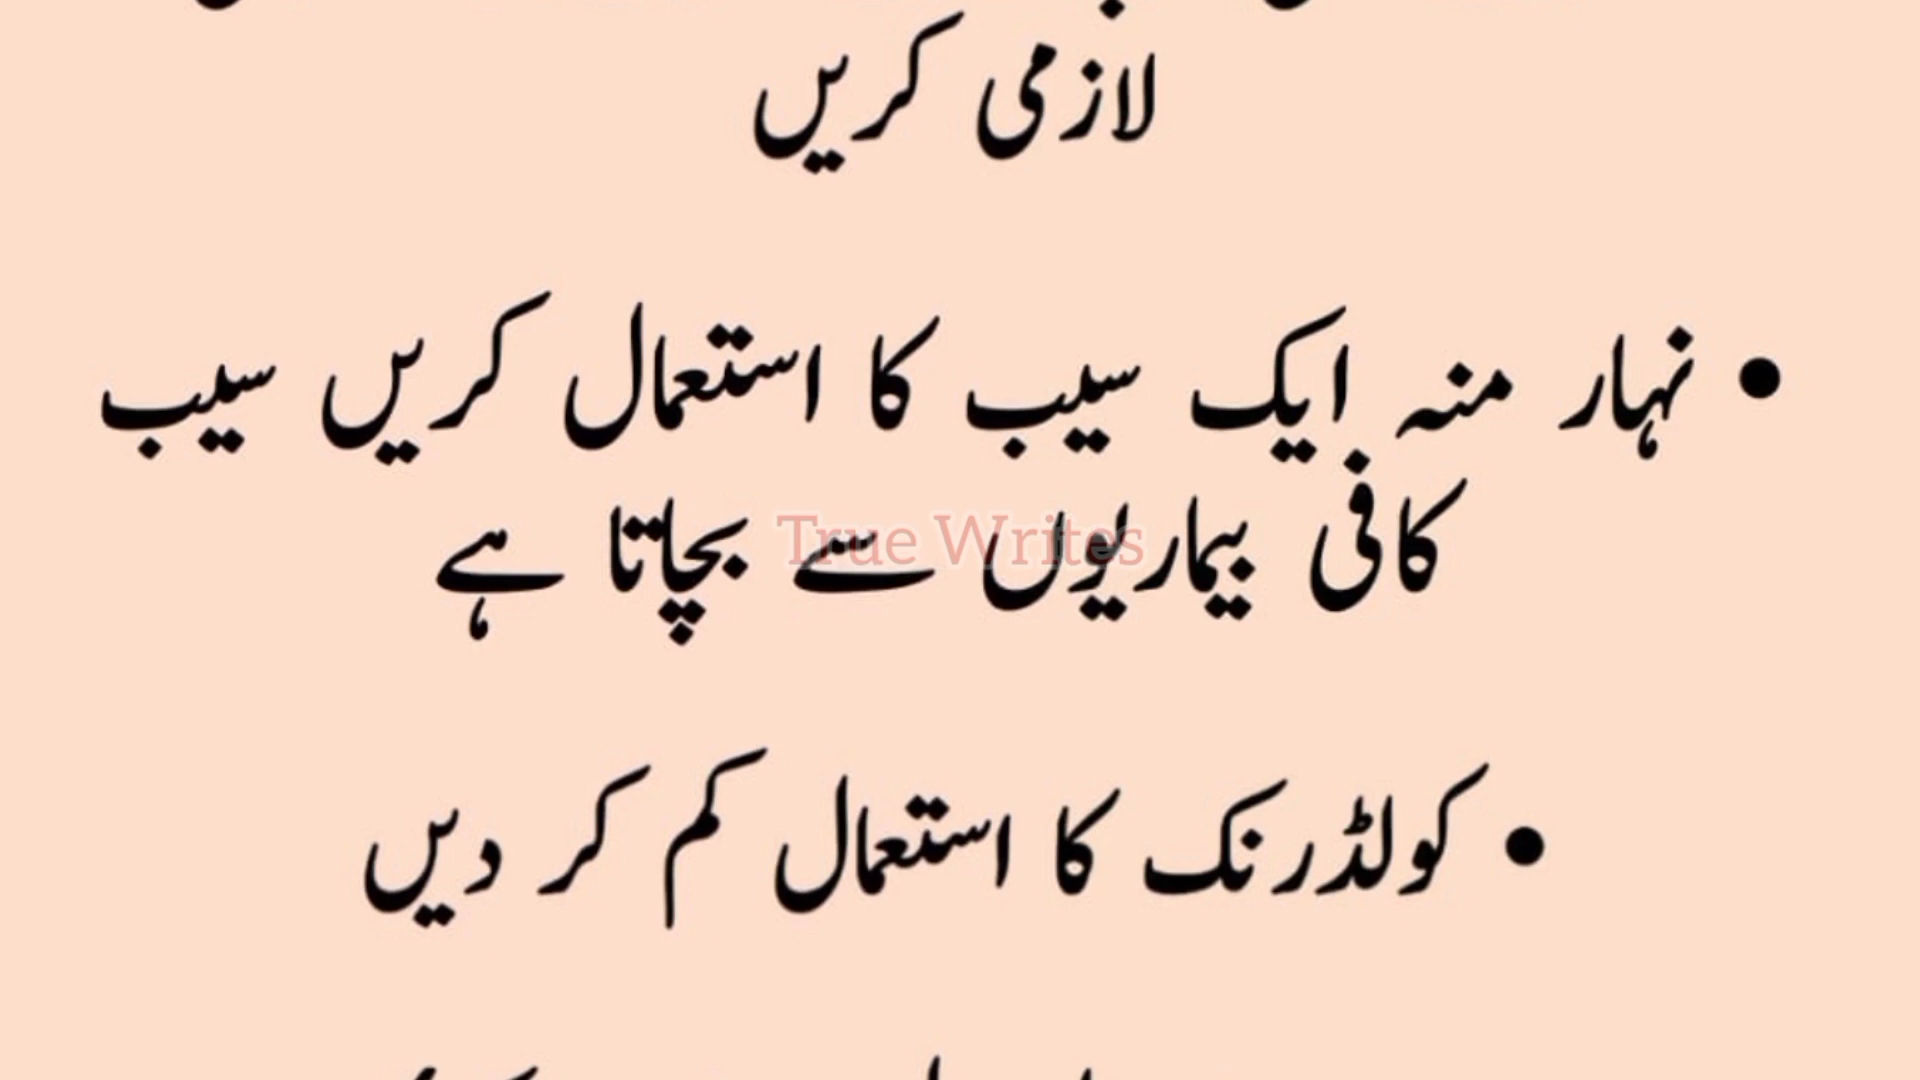 لازمی کریں
• نہار منہ ایک سیب کا استعمال کریں سیب
کافی بیماریوں سے بچاتا ہے
True Writes
• کولڈرنک کا استعمال کم کر دیں